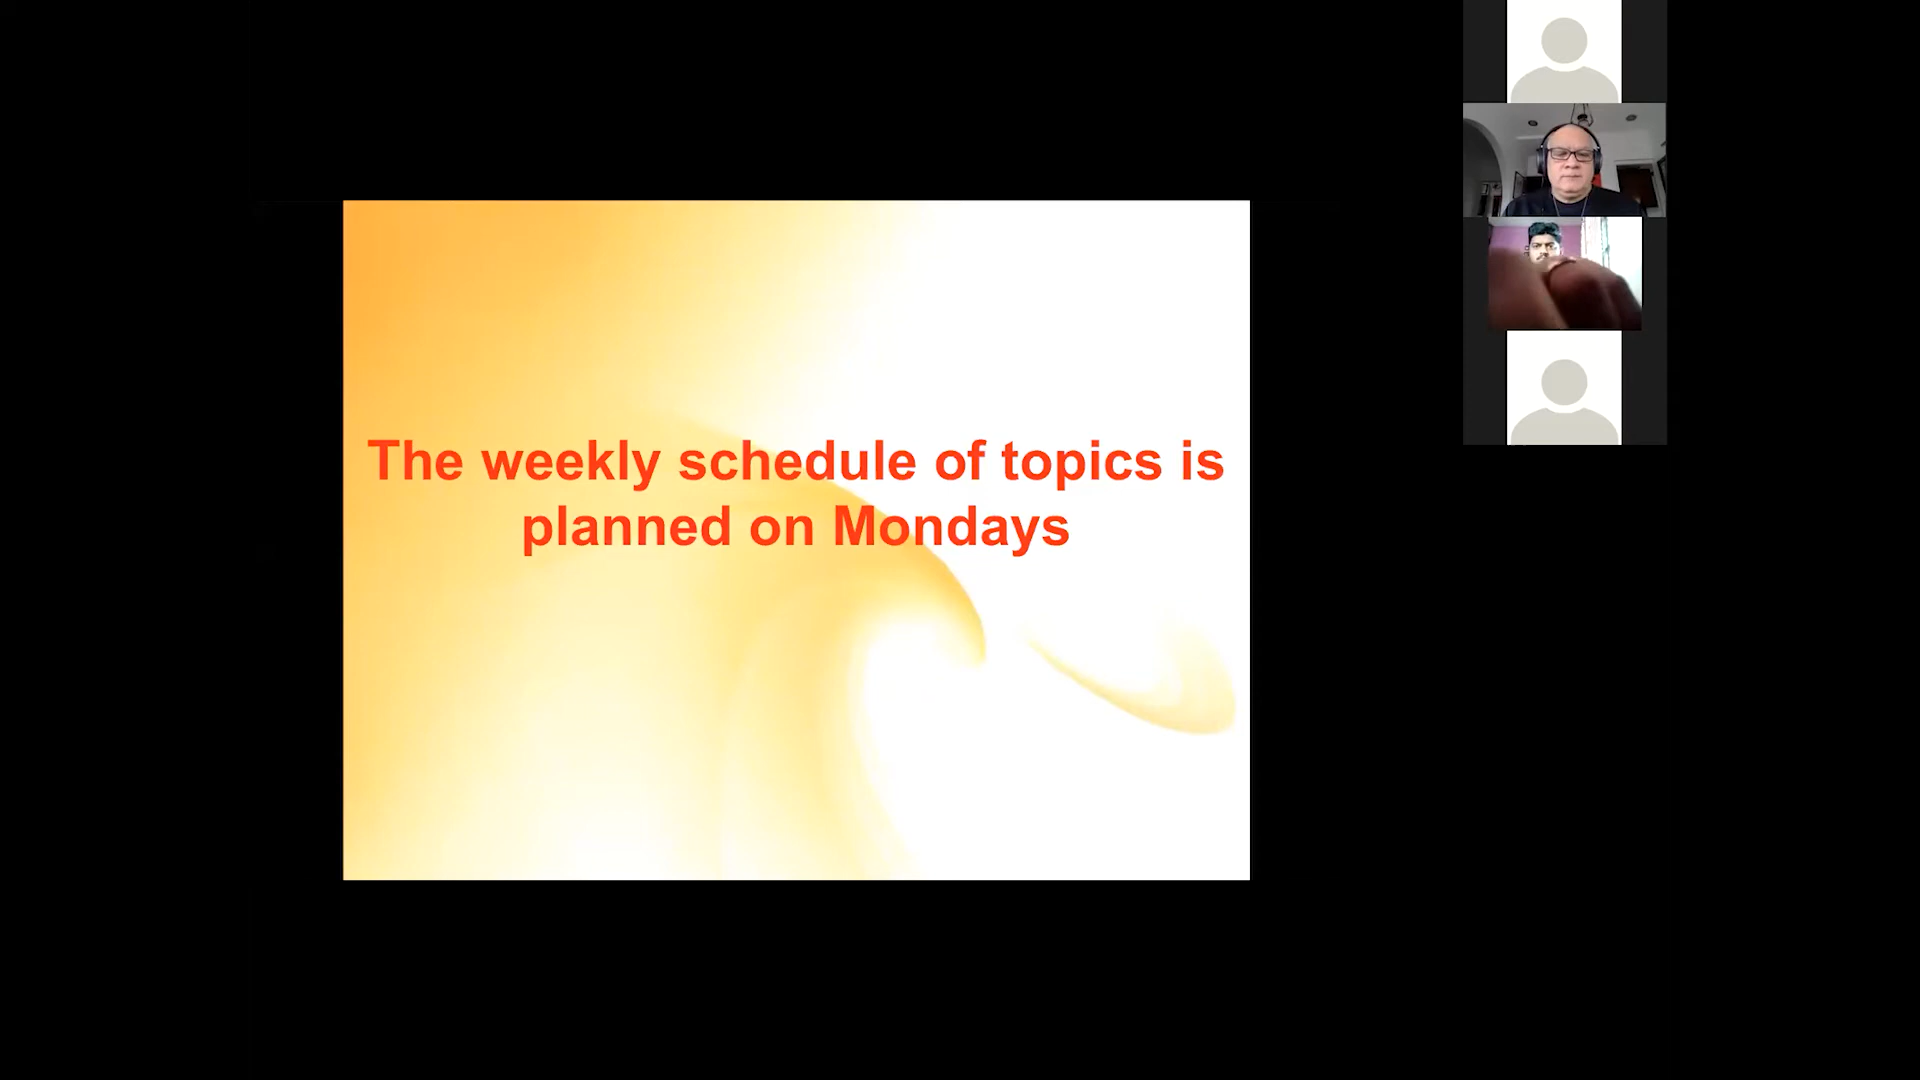 The weekly schedule of topics is
planned on Mondays